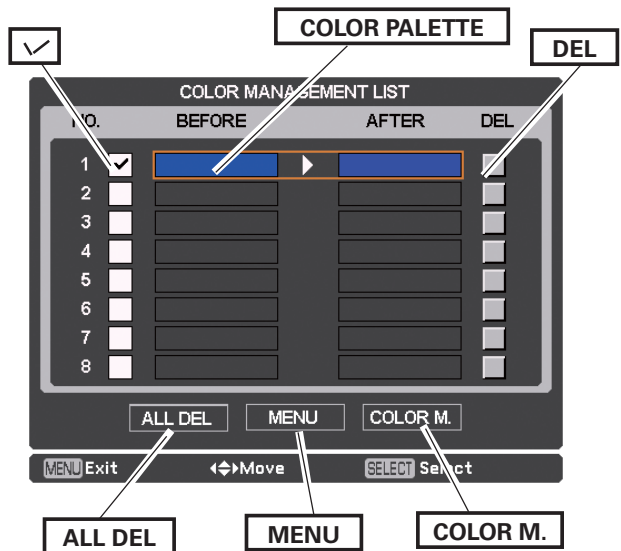 COLOR PALETTE
✓ DEL
COLOR MANAGEMENT LIST
NO. BEFORE AFTER DEL
1 ✓
2
3
4
5
6
7
8
ALL DEL MENU COLOR M.
MENU Exit Move SELECT Select
ALL DEL MENU COLOR M.